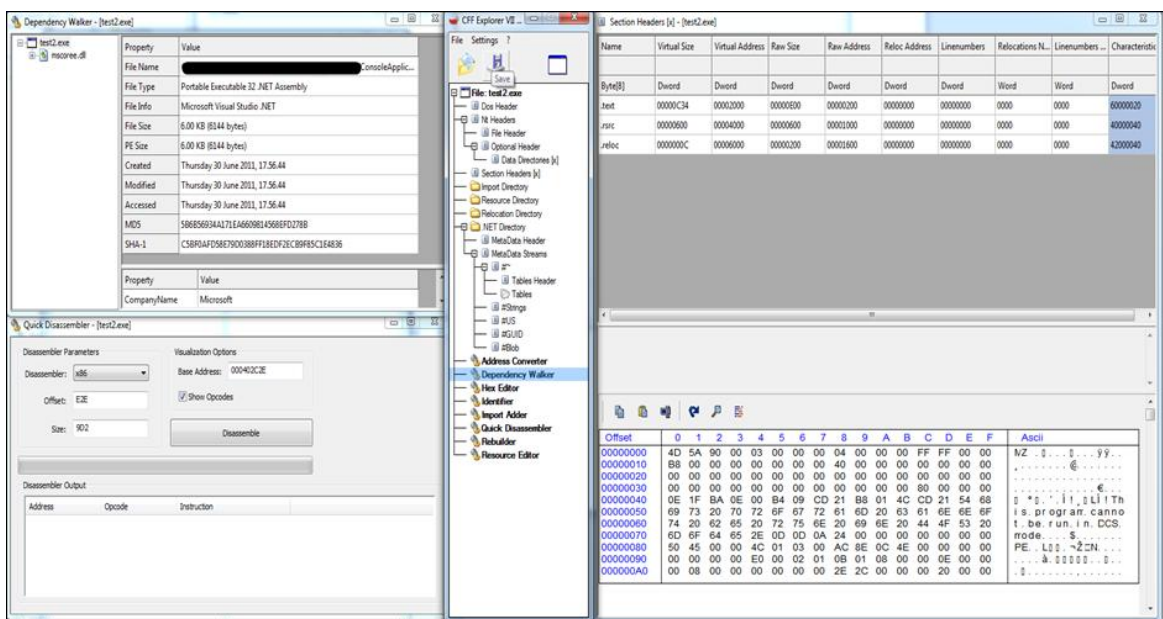 Dependency Walker - [test2.exe]
test2.exe
mscoree.dll
Property Value
File Name ConsoleApplic...
File Type Portable Executable 32 .NET Assembly
File Info Microsoft Visual Studio .NET
File Size 6.00 KB (6144 bytes)
PE Size 6.00 KB (6144 bytes)
Created Thursday 30 June 2011, 17.56.44
Modified Thursday 30 June 2011, 17.56.44
Accessed Thursday 30 June 2011, 17.56.44
MD5 5B6B56934A171EA6609814568EFD278B
SHA-1 C5BF0AFD58E79D0388FF18EDF2ECB9F85C1E4836
Property Value
CompanyName Microsoft
Quick Disassembler - [test2.exe]
Disassembler Parameters
Disassembler: x86
Offset: E2E
Size: 9D2
Visualization Options
Base Address: 000402C2E
Show Opcodes
Disassemble
Disassembler Output
Address Opcode Instruction
CFF Explorer VII ...
File Settings ?
Save
File: test2.exe
Dos Header
Nt Headers
File Header
Optional Header
Data Directories [x]
Section Headers [x]
Import Directory
Resource Directory
Relocation Directory
.NET Directory
MetaData Header
MetaData Streams
#~
Tables Header
Tables
#Strings
#US
#GUID
#Blob
Address Converter
Dependency Walker
Hex Editor
Identifier
Import Adder
Quick Disassembler
Rebuilder
Resource Editor
Section Headers [x] - [test2.exe]
Name Virtual Size Virtual Address Raw Size Raw Address Reloc Address Linenumbers Relocations N... Linenumbers ... Characteristic
Byte[8] Dword Dword Dword Dword Dword Dword Word Word Dword
.text 00000C34 00002000 00000E00 00000200 00000000 00000000 0000 0000 60000020
.rsrc 00000600 00004000 00000600 00001000 00000000 00000000 0000 0000 40000040
.reloc 0000000C 00006000 00000200 00001600 00000000 00000000 0000 0000 42000040
Offset 0 1 2 3 4 5 6 7 8 9 A B C D E F Ascii
00000000 4D 5A 90 00 03 00 00 00 04 00 00 00 FF FF 00 00
00000010 B8 00 00 00 00 00 00 00 40 00 00 00 00 00 00 00
00000020 00 00 00 00 00 00 00 00 00 00 00 00 00 00 00 00
00000030 00 00 00 00 00 00 00 00 00 00 00 00 80 00 00 00
00000040 0E 1F BA 0E 00 B4 09 CD 21 B8 01 4C CD 21 54 68
00000050 69 73 20 70 72 6F 67 72 61 6D 20 63 61 6E 6E 6F is.program.canno
00000060 74 20 62 65 20 72 75 6E 20 69 6E 20 44 4F 53 20 t.be.run.in.DOS.
00000070 6D 6F 64 65 2E 0D 0D 0A 24 00 00 00 00 00 00 00 mode....$.......
00000080 50 45 00 00 4C 01 03 00 AC 8E 0C 4E 00 00 00 00
00000090 00 00 00 00 E0 00 02 01 0B 01 08 00 00 0E 00 00
000000A0 00 08 00 00 00 00 00 00 2E 2C 00 00 00 20 00 00